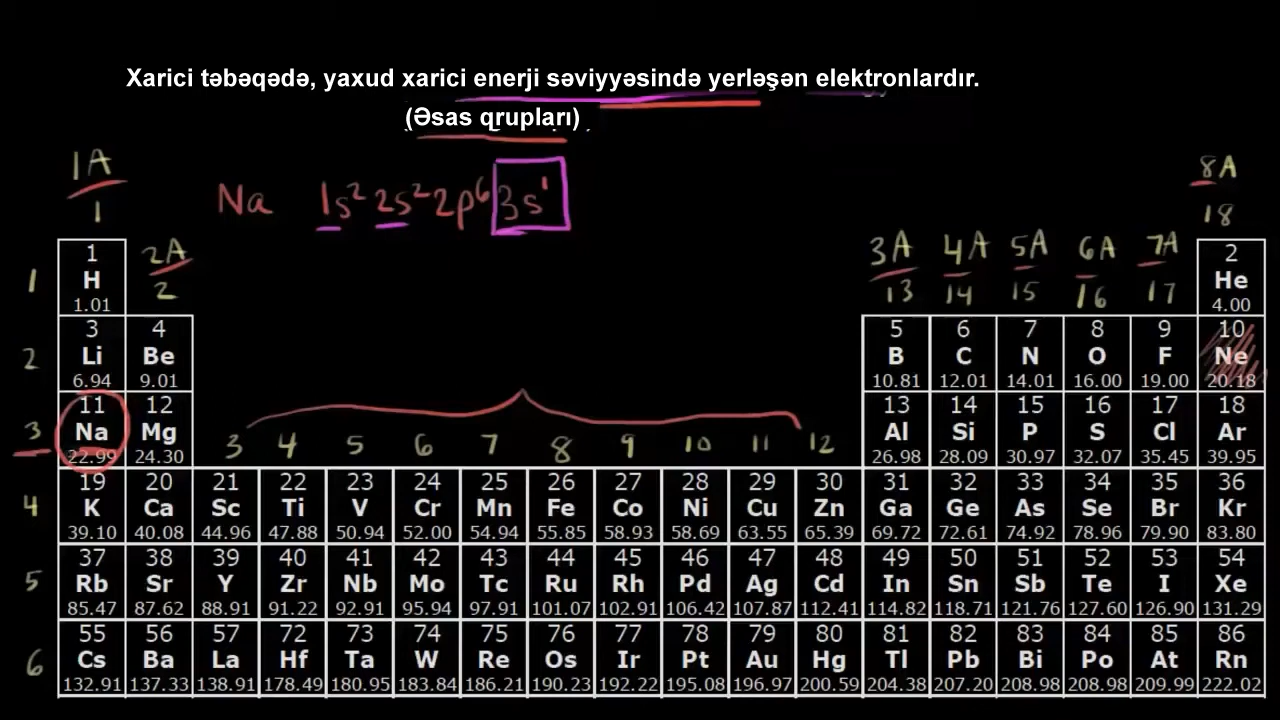 Xarici təbəqədə, yaxud xarici enerji səviyyəsində yerləşən elektronlardır.
(Əsas qrupları)
1A 8A
Na 1s² 2s² 2p⁶ 3s¹
1 18
2A 3A 4A 5A 6A 7A
2 13 14 15 16 17
1 2
1 H He
1.01 4.00
3 4 5 6 7 8 9 10
2 Li Be B C N O F Ne
6.94 9.01 10.81 12.01 14.01 16.00 19.00 20.18
11 12 13 14 15 16 17 18
3 Na Mg 3 4 5 6 7 8 9 10 11 12 Al Si P S Cl Ar
22.99 24.30 26.98 28.09 30.97 32.07 35.45 39.95
19 20 21 22 23 24 25 26 27 28 29 30 31 32 33 34 35 36
4 K Ca Sc Ti V Cr Mn Fe Co Ni Cu Zn Ga Ge As Se Br Kr
39.10 40.08 44.96 47.88 50.94 52.00 54.94 55.85 58.93 58.69 63.55 65.39 69.72 72.61 74.92 78.96 79.90 83.80
37 38 39 40 41 42 43 44 45 46 47 48 49 50 51 52 53 54
5 Rb Sr Y Zr Nb Mo Tc Ru Rh Pd Ag Cd In Sn Sb Te I Xe
85.47 87.62 88.91 91.22 92.91 95.94 97.91 101.07 102.91 106.42 107.87 112.41 114.82 118.71 121.76 127.60 126.90 131.29
55 56 57 72 73 74 75 76 77 78 79 80 81 82 83 84 85 86
6 Cs Ba La Hf Ta W Re Os Ir Pt Au Hg Tl Pb Bi Po At Rn
132.91 137.33 138.91 178.49 180.95 183.84 186.21 190.23 192.22 195.08 196.97 200.59 204.38 207.20 208.98 208.98 209.99 222.02